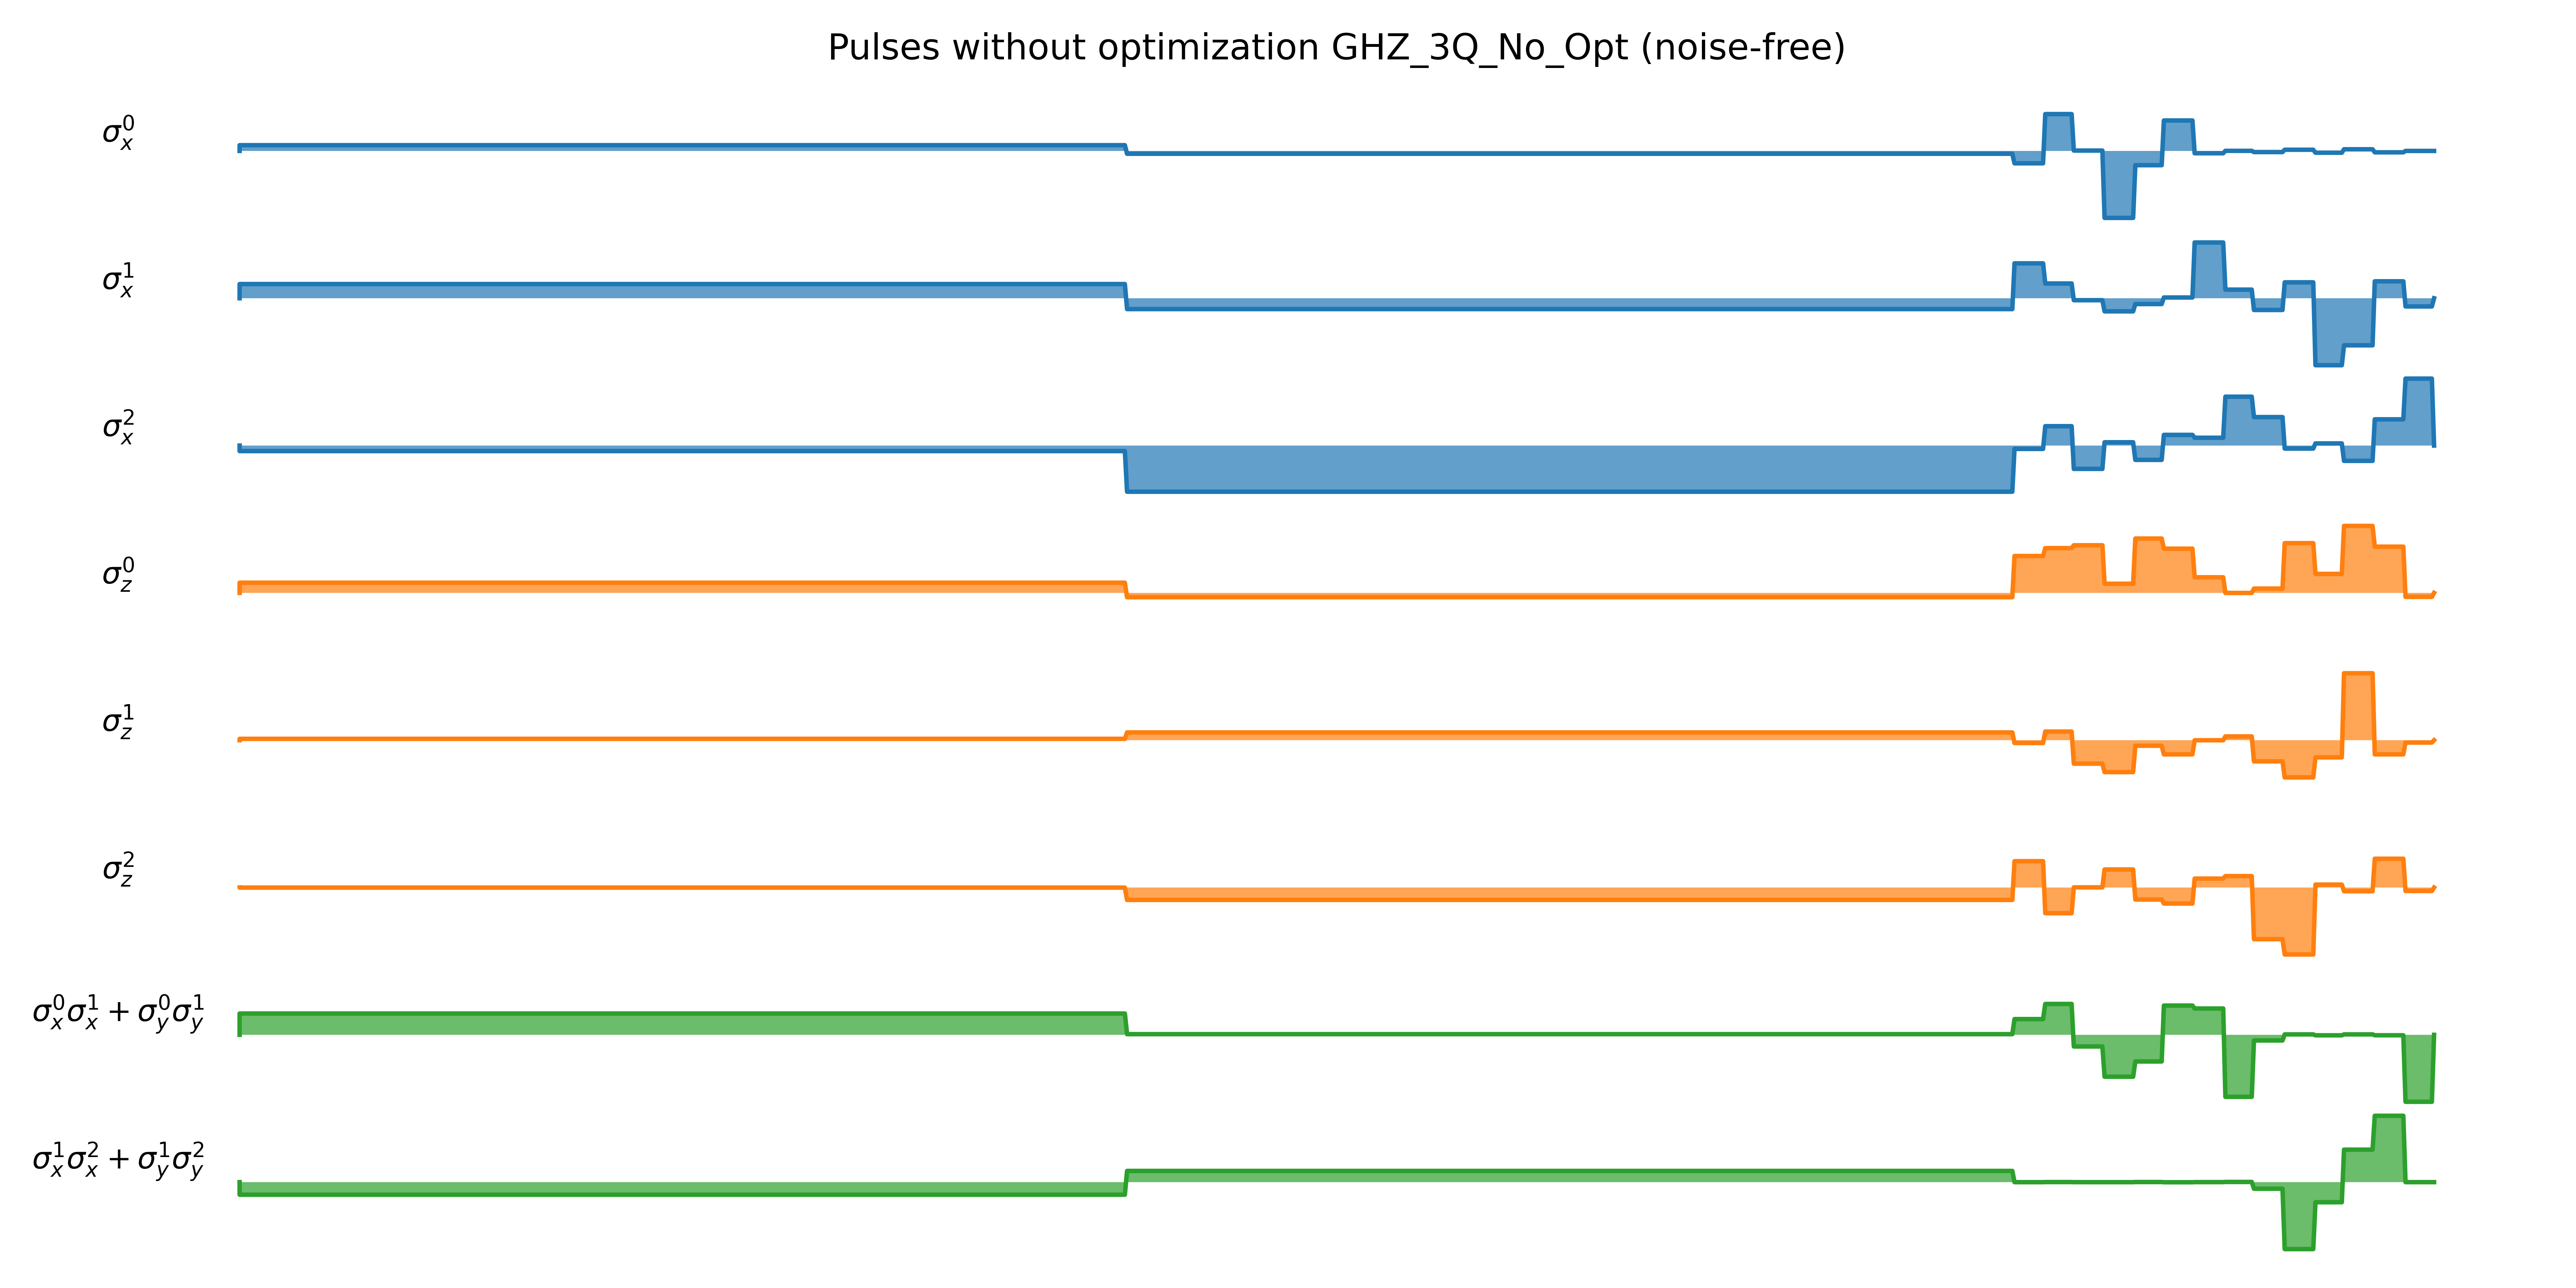 Pulses without optimization GHZ_3Q_No_Opt (noise-free)
σ_x^0
σ_x^1
σ_x^2
σ_z^0
σ_z^1
σ_z^2
σ_x^0σ_x^1 + σ_y^0σ_y^1
σ_x^1σ_x^2 + σ_y^1σ_y^2